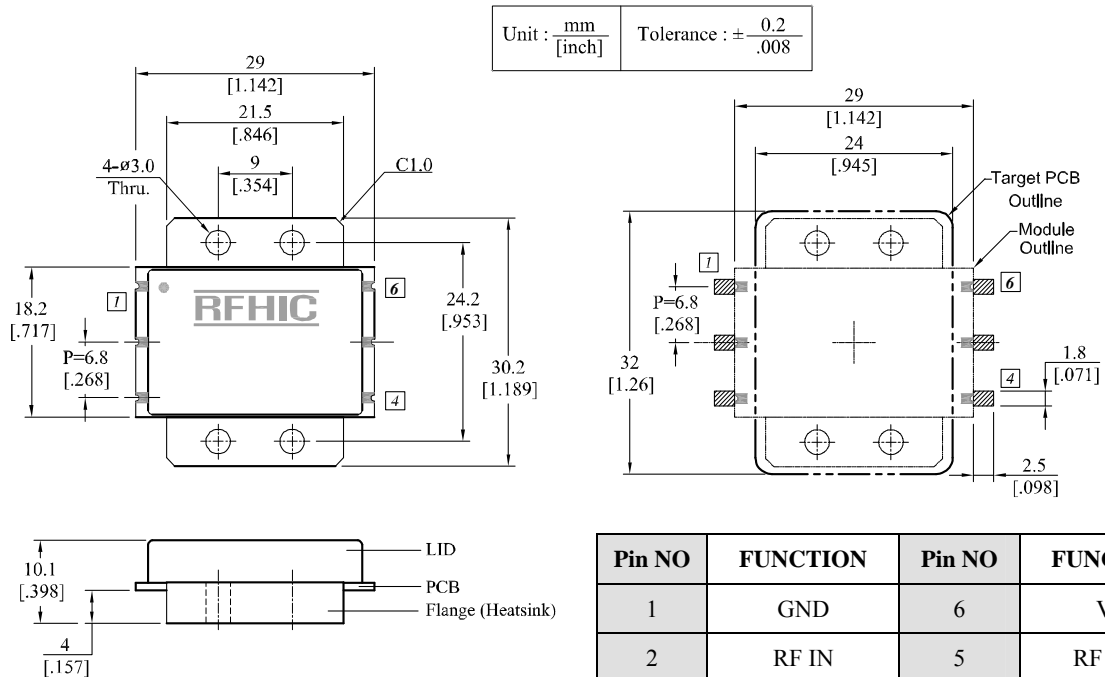 Unit : mm [inch] Tolerance : ± 0.2 .008
29
[1.142]
21.5
[.846]
9
[.354]
4-ø3.0
Thru.
C1.0
1
6
RFHIC
18.2
[.717]
P=6.8
[.268]
4
24.2
[.953]
30.2
[1.189]
29
[1.142]
24
[.945]
Target PCB
Outline
Module
Outline
1
6
P=6.8
[.268]
32
[1.26]
4
1.8
[.071]
2.5
[.098]
10.1
[.398]
4
[.157]
LID
PCB
Flange (Heatsink)
Pin NO FUNCTION Pin NO
1 GND 6
2 RF IN 5 RF